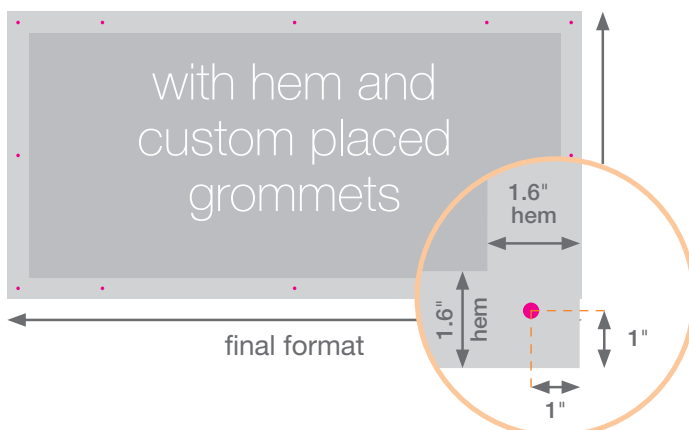 with hem and
custom placed
grommets
1.6"
hem
1.6"
hem
1"
1"
final format